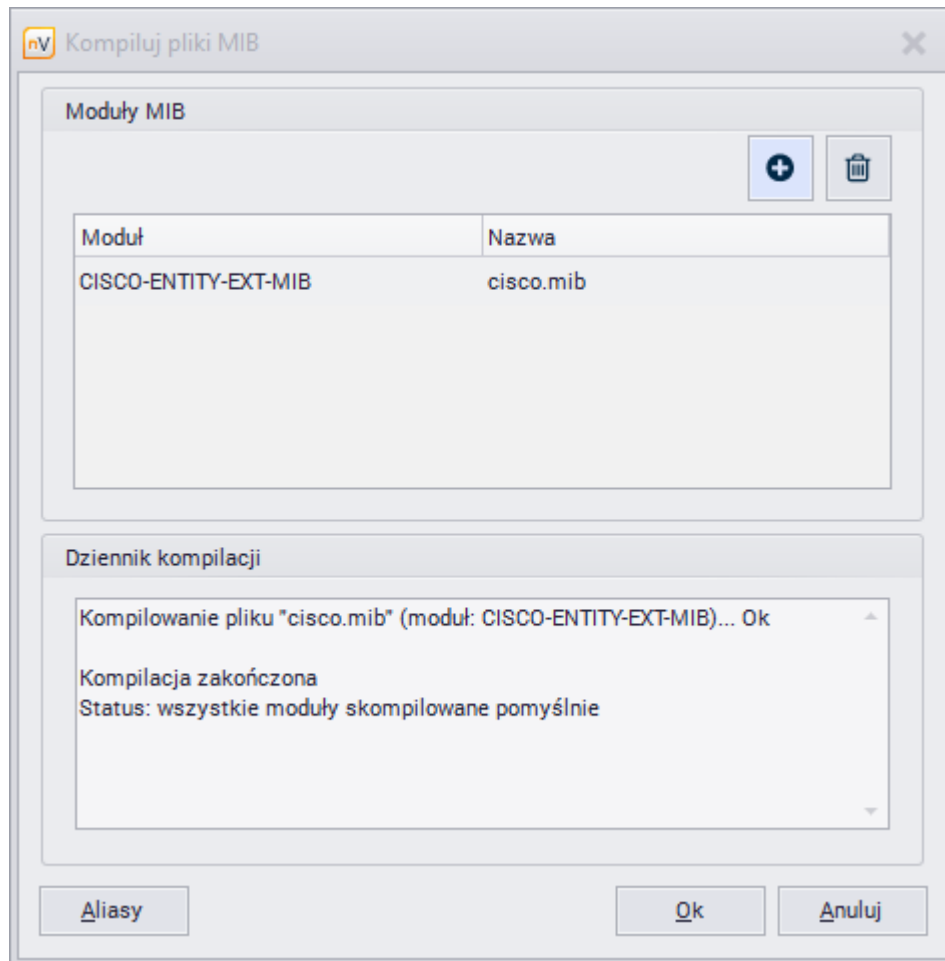 nV Kompiluj pliki MIB
Moduły MIB
Moduł Nazwa
CISCO-ENTITY-EXT-MIB cisco.mib
Dziennik kompilacji
Kompilowanie pliku "cisco.mib" (moduł: CISCO-ENTITY-EXT-MIB)... Ok
Kompilacja zakończona
Status: wszystkie moduły skompilowane pomyślnie
Aliasy Ok Anuluj